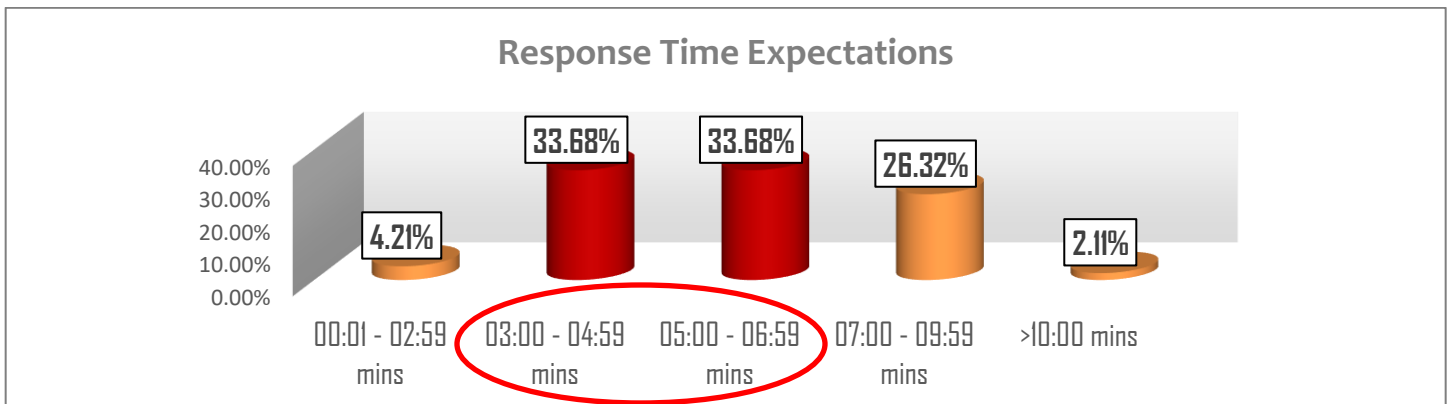 Response Time Expectations
40.00%
30.00%
20.00%
10.00%
0.00%
4.21%
33.68%
33.68%
26.32%
2.11%
00:01 - 02:59
mins
03:00 - 04:59
mins
05:00 - 06:59
mins
07:00 - 09:59
mins
>10:00 mins